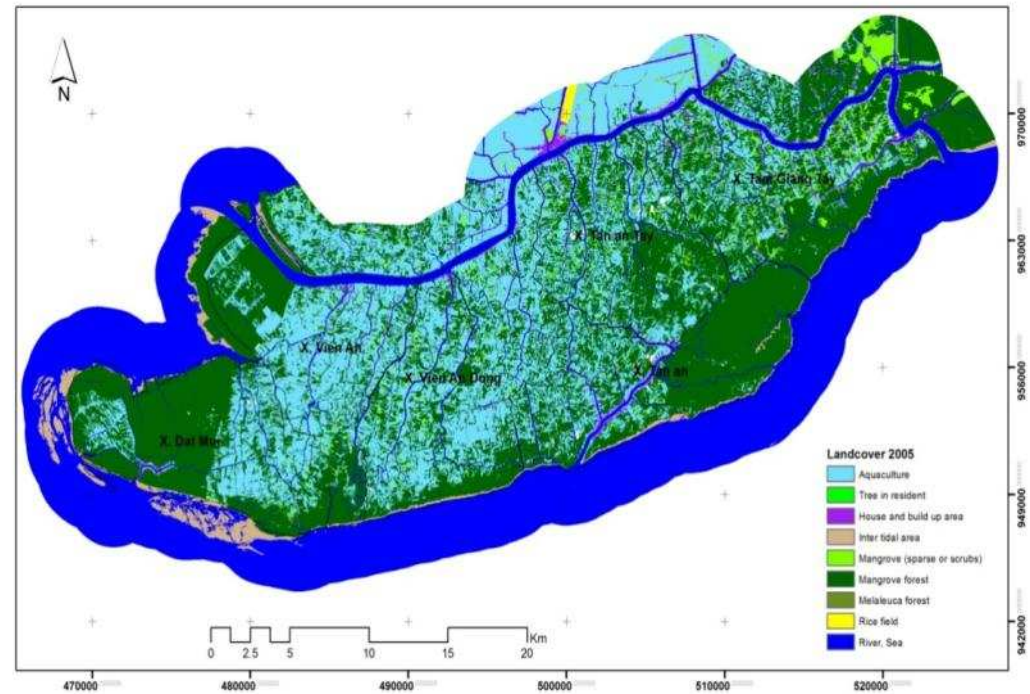 N
X. Tam Giang Tay
X. Tan an Tay
X. Vien An
X. Vien An Dong
X. Tan an
X. Dat Mui
Landcover 2005
Aquaculture
Tree in resident
House and build up area
Inter tidal area
Mangrove (sparse or scrubs)
Mangrove forest
Melaleuca forest
Rice field
River, Sea
Km
0 2.5 5 10 15 20
970000
963000
956000
949000
942000
470000 480000 490000 500000 510000 520000